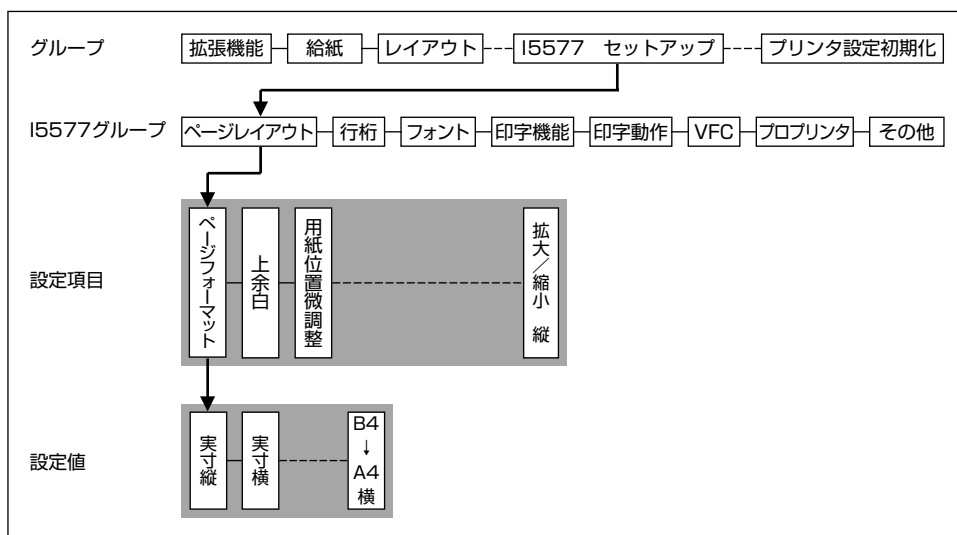 グループ
拡張機能
給紙
レイアウト
I5577 セットアップ
プリンタ設定初期化
I5577グループ
ページレイアウト
行桁
フォント
印字機能
印字動作
VFC
プロプリンタ
その他
設定項目
ページフォーマット
上余白
用紙位置微調整
拡大/縮小 縦
設定値
実寸縦
実寸横
B4
↓
A4
横